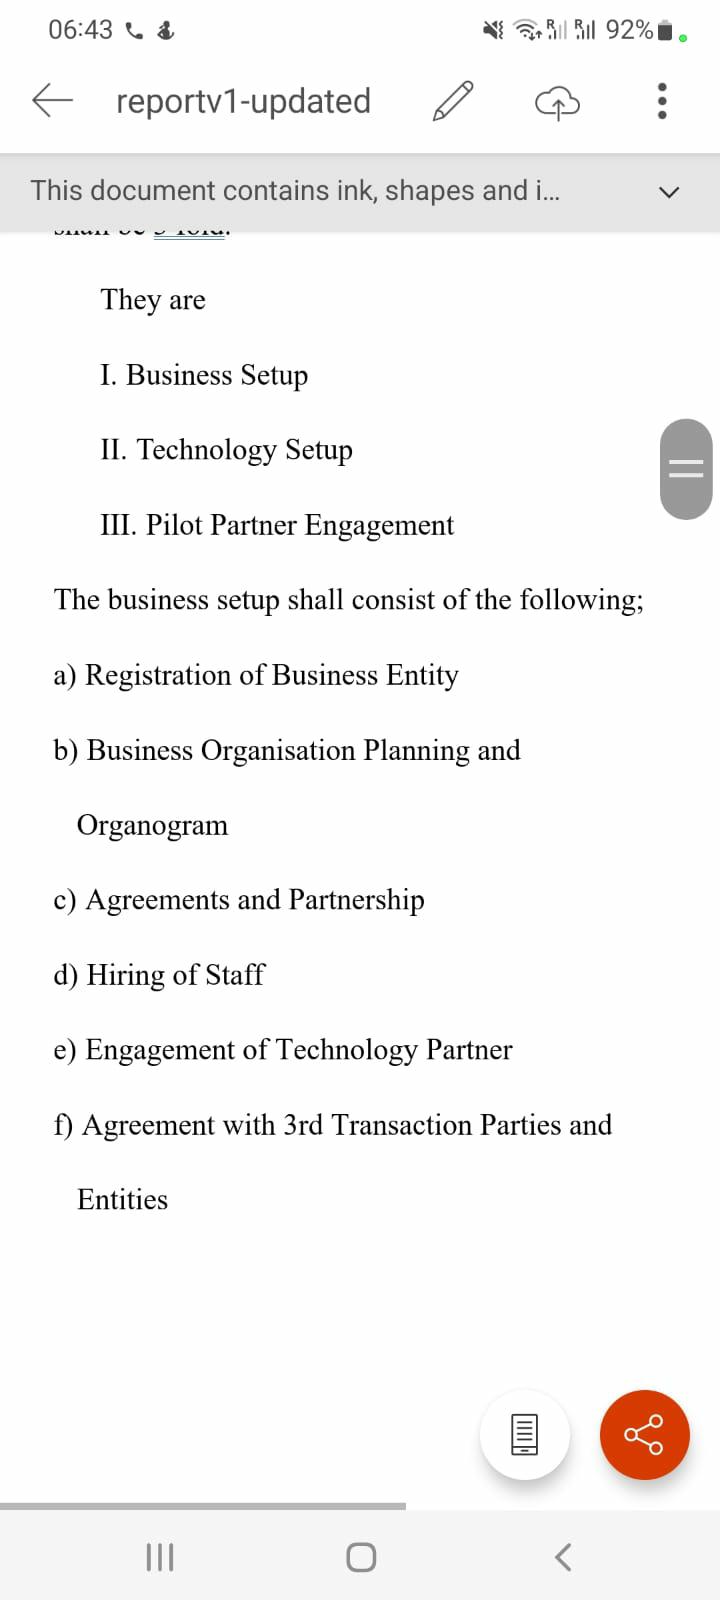 06:43
92%
reportv1-updated
This document contains ink, shapes and i...
They are
I. Business Setup
II. Technology Setup
III. Pilot Partner Engagement
The business setup shall consist of the following;
a) Registration of Business Entity
b) Business Organisation Planning and
Organogram
c) Agreements and Partnership
d) Hiring of Staff
e) Engagement of Technology Partner
f) Agreement with 3rd Transaction Parties and
Entities